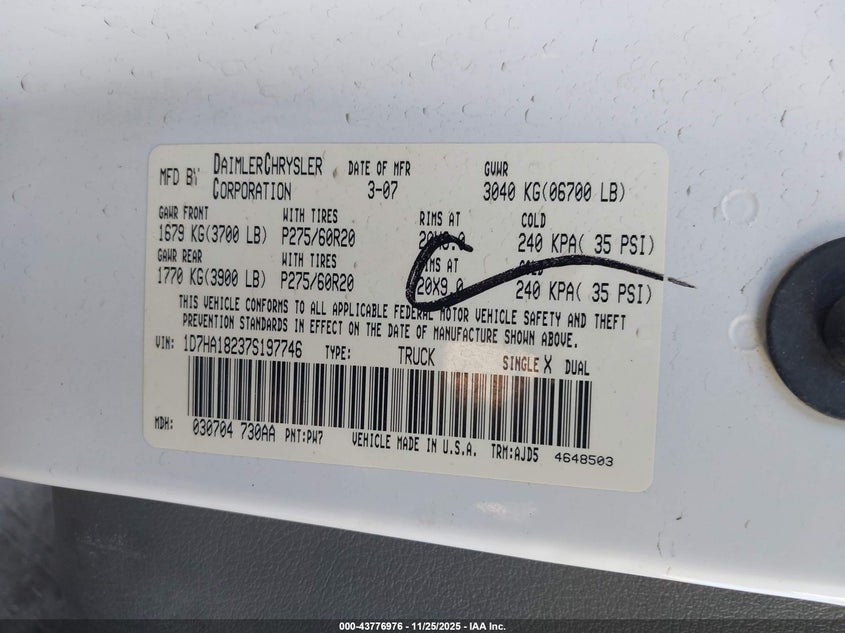 MFD BY DAIMLERCHRYSLER CORPORATION DATE OF MFR 3-07 GVWR 3040 KG(06700 LB)
GAWR FRONT WITH TIRES RIMS AT COLD
1679 KG(3700 LB) P275/60R20 20X9.0 240 KPA( 35 PSI)
GAWR REAR WITH TIRES RIMS AT COLD
1770 KG(3900 LB) P275/60R20 20X9.0 240 KPA( 35 PSI)
THIS VEHICLE CONFORMS TO ALL APPLICABLE FEDERAL MOTOR VEHICLE SAFETY AND THEFT
PREVENTION STANDARDS IN EFFECT ON THE DATE OF MANUFACTURE SHOWN ABOVE.
VIN: 1D7HA18237S197746 TYPE: TRUCK SINGLE X DUAL
MDH: 030704 730AA PNT:PW7 VEHICLE MADE IN U.S.A. TRM:AJD5 4648503
000-43776976 - 11/25/2025 - IAA Inc.